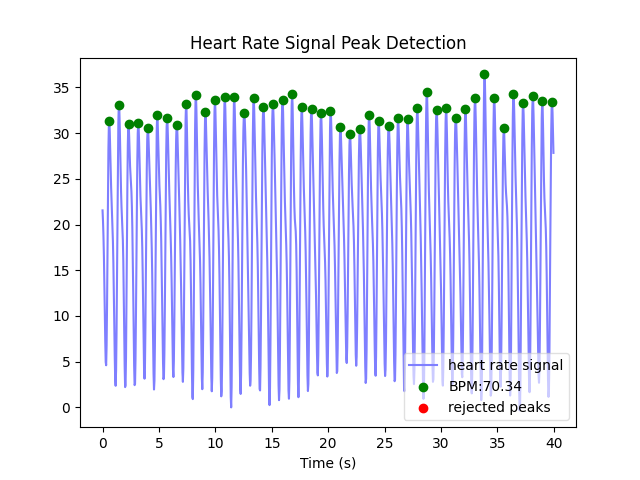 Heart Rate Signal Peak Detection
35
30
25
20
15
10
5
0
heart rate signal
BPM:70.34
rejected peaks
0 5 10 15 20 25 30 35 40
Time (s)